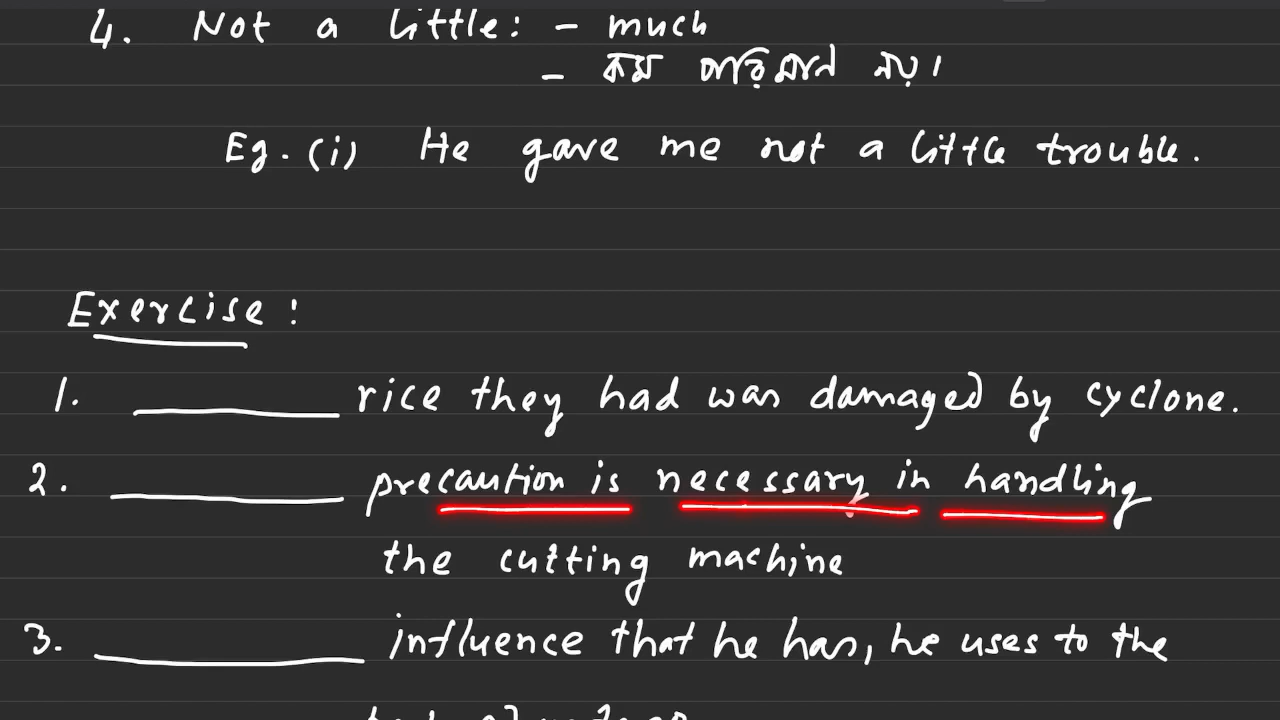 4. Not a little: - much
- কম পরিমান নয়।
Eg. (i) He gave me not a little trouble.
Exercise :
1. ________ rice they had was damaged by cyclone.
2. ________ precaution is necessary in handling
the cutting machine
3. ________ influence that he has, he uses to the